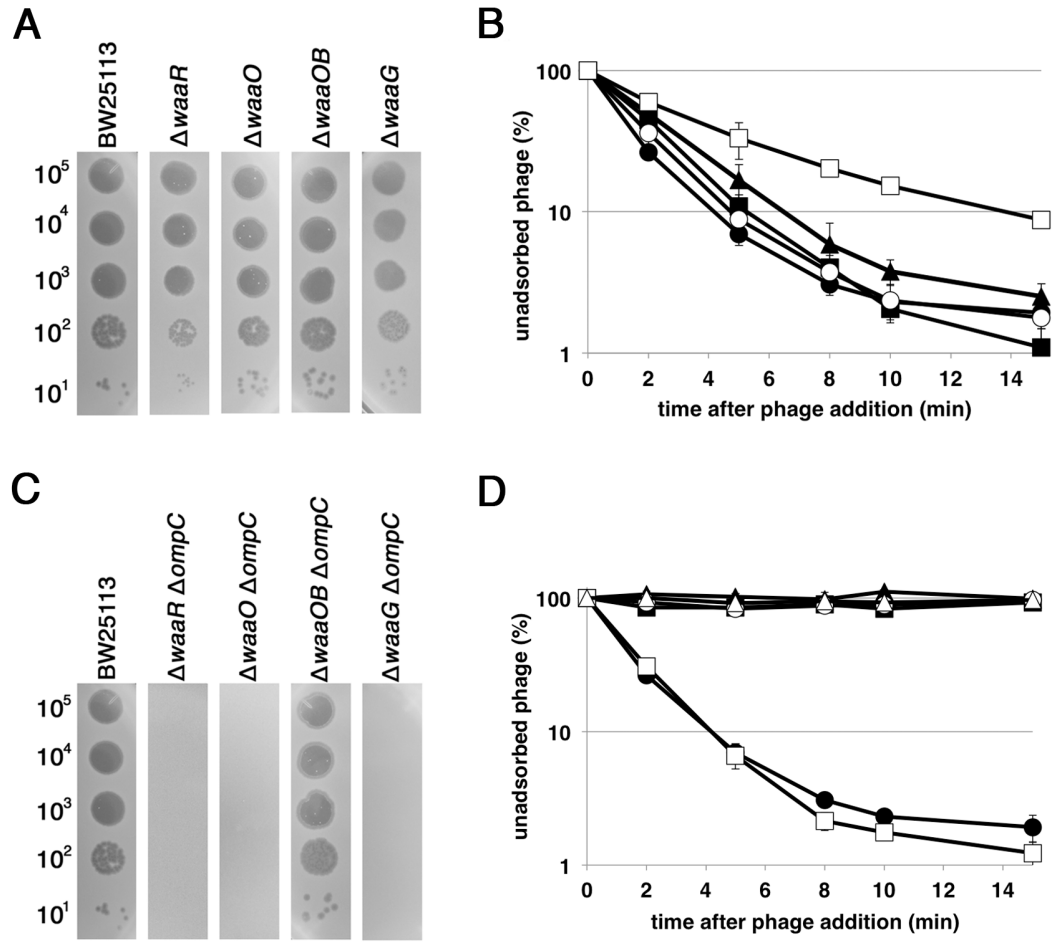 A
BW25113
ΔwaaR
ΔwaaO
ΔwaaOB
ΔwaaG
10⁵
10⁴
10³
10²
10¹
B
unadsorbed phage (%)
100
10
1
0 2 4 6 8 10 12 14
time after phage addition (min)
C
BW25113
ΔwaaR ΔompC
ΔwaaO ΔompC
ΔwaaOB ΔompC
ΔwaaG ΔompC
10⁵
10⁴
10³
10²
10¹
D
unadsorbed phage (%)
100
10
1
0 2 4 6 8 10 12 14
time after phage addition (min)